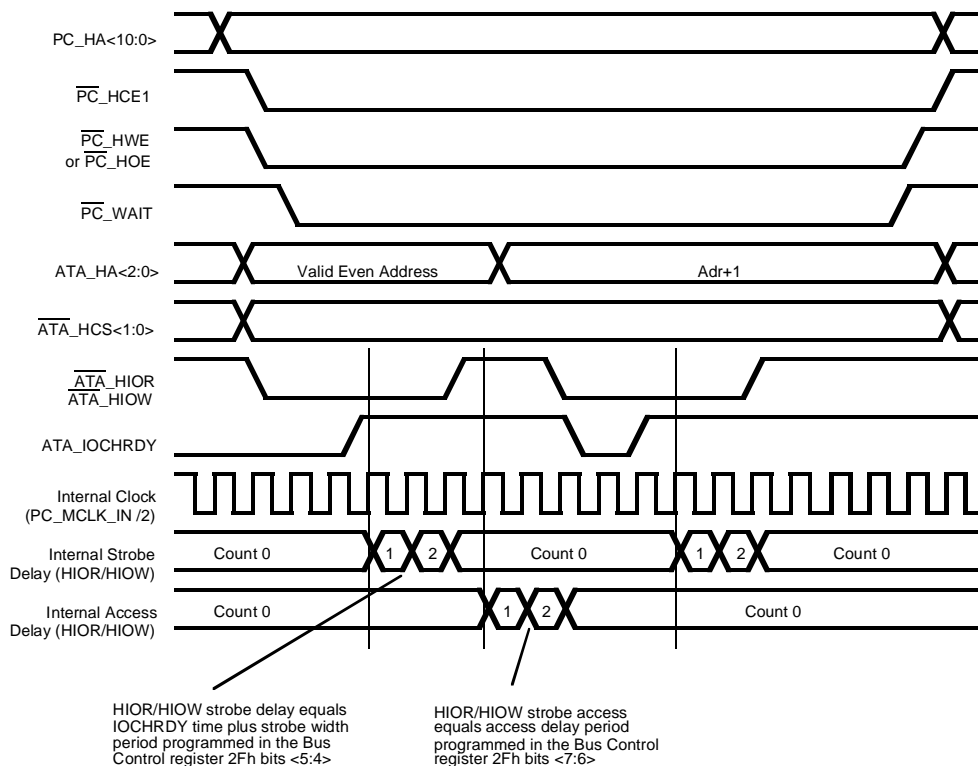 PC_HA<10:0>
PC_HCE1
PC_HWE
or PC_HOE
PC_WAIT
ATA_HA<2:0>
Valid Even Address
Adr+1
ATA_HCS<1:0>
ATA_HIOR
ATA_HIOW
ATA_IOCHRDY
Internal Clock
(PC_MCLK_IN /2)
Internal Strobe
Delay (HIOR/HIOW)
Count 0
1
2
Count 0
1
2
Count 0
Internal Access
Delay (HIOR/HIOW)
Count 0
1
2
Count 0
HIOR/HIOW strobe delay equals
IOCHRDY time plus strobe width
period programmed in the Bus
Control register 2Fh bits <5:4>
HIOR/HIOW strobe access
equals access delay period
programmed in the Bus Control
register 2Fh bits <7:6>